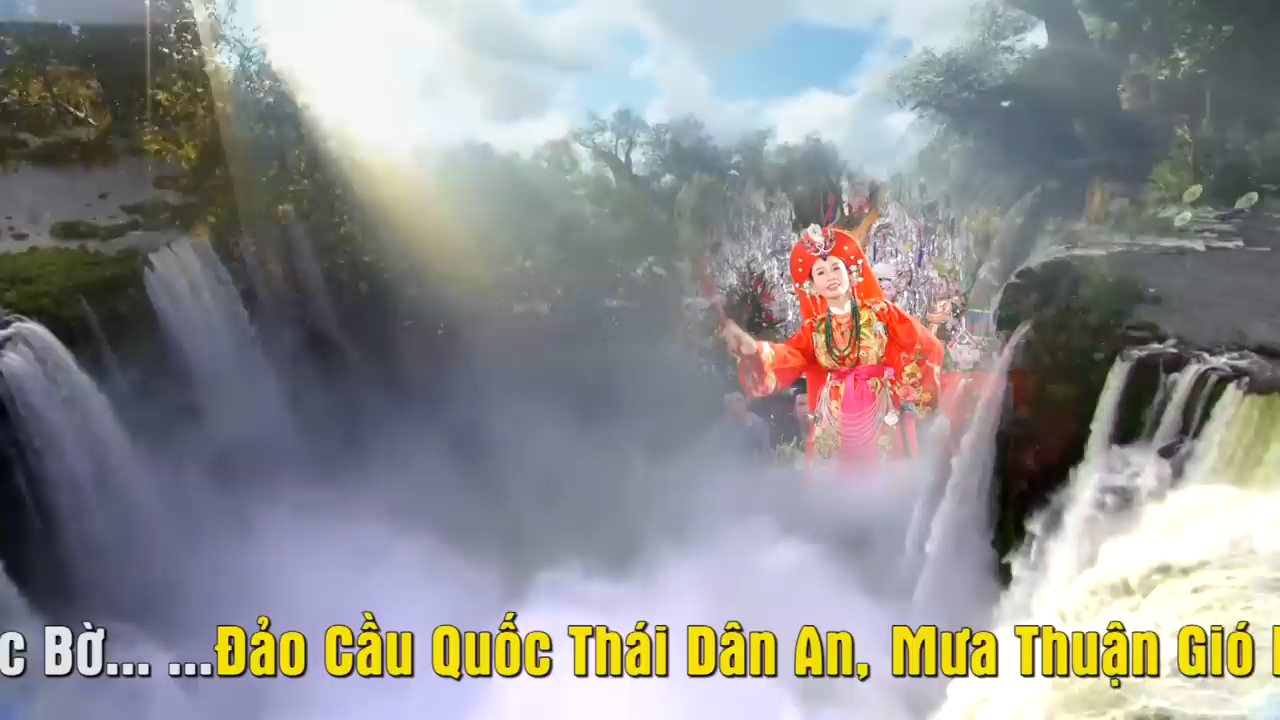 Bờ... ...Đảo Cầu Quốc Thái Dân An, Mưa Thuận Gió